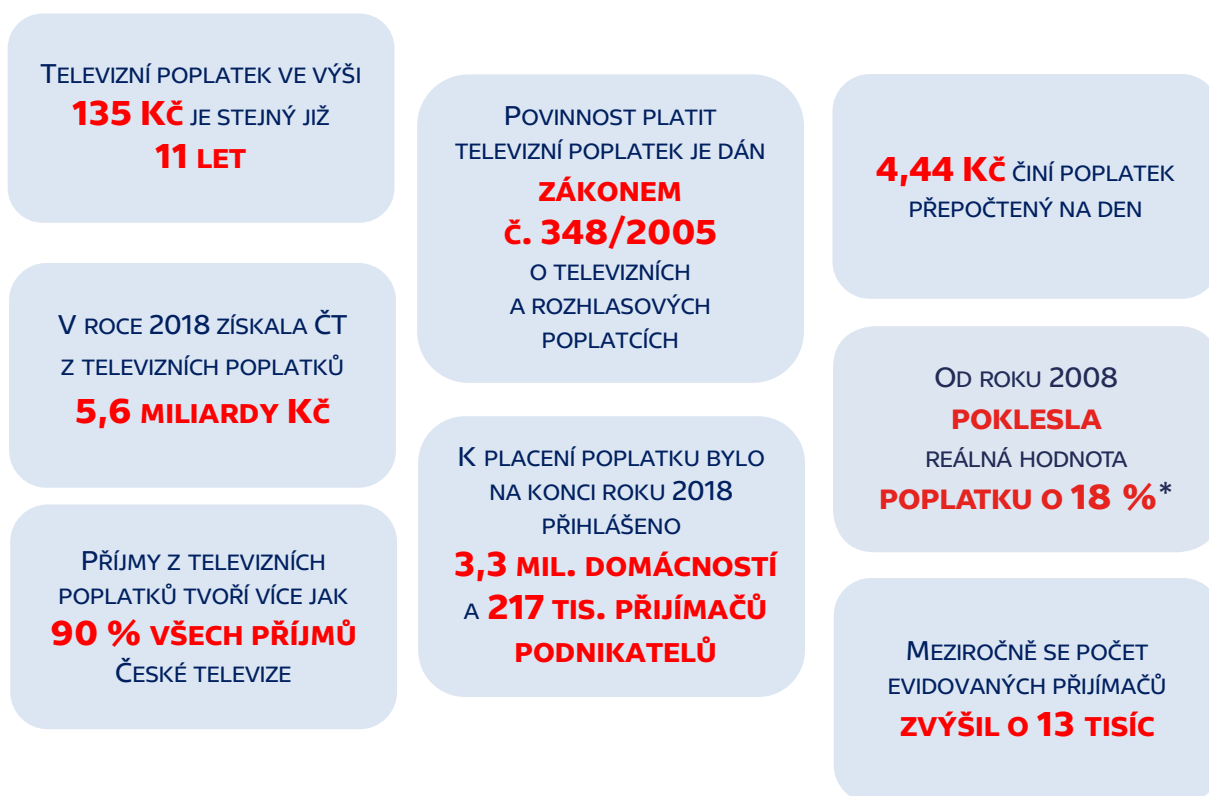 Televizní poplatek ve výši
135 Kč je stejný již
11 let
V roce 2018 získala ČT
z televizních poplatků
5,6 miliardy Kč
Příjmy z televizních
poplatků tvoří více jak
90 % všech příjmů
České televize
Povinnost platit
televizní poplatek je dán
zákonem
č. 348/2005
o televizních
a rozhlasových
poplatcích
K placení poplatku bylo
na konci roku 2018
přihlášeno
3,3 mil. domácností
a 217 tis. přijímačů
podnikatelů
4,44 Kč činí poplatek
přepočtený na den
Od roku 2008
poklesla
reálná hodnota
poplatku o 18 %*
Meziročně se počet
evidovaných přijímačů
zvýšil o 13 tisíc